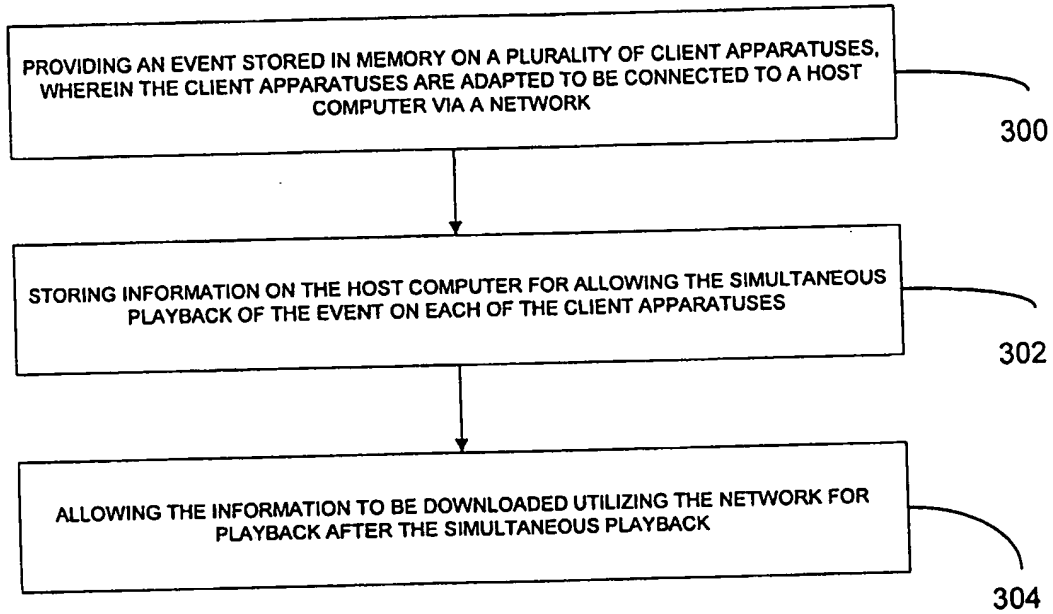 PROVIDING AN EVENT STORED IN MEMORY ON A PLURALITY OF CLIENT APPARATUSES,
WHEREIN THE CLIENT APPARATUSES ARE ADAPTED TO BE CONNECTED TO A HOST
COMPUTER VIA A NETWORK
300
STORING INFORMATION ON THE HOST COMPUTER FOR ALLOWING THE SIMULTANEOUS
PLAYBACK OF THE EVENT ON EACH OF THE CLIENT APPARATUSES
302
ALLOWING THE INFORMATION TO BE DOWNLOADED UTILIZING THE NETWORK FOR
PLAYBACK AFTER THE SIMULTANEOUS PLAYBACK
304